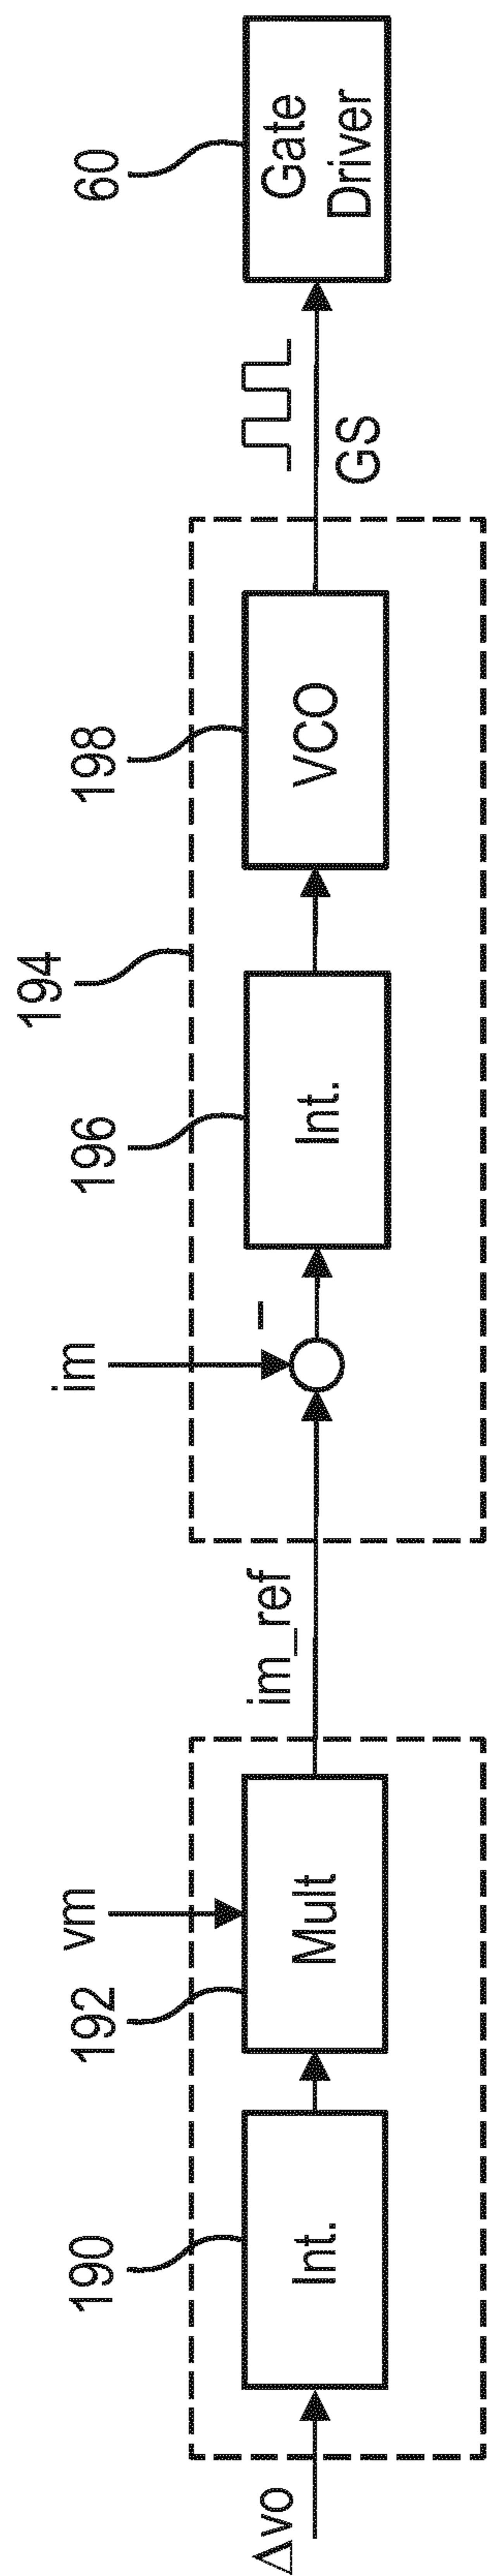 Δvo
190
Int.
192
vm
Mult
im_ref
194
im
–
196
Int.
198
VCO
GS
60
Gate
Driver